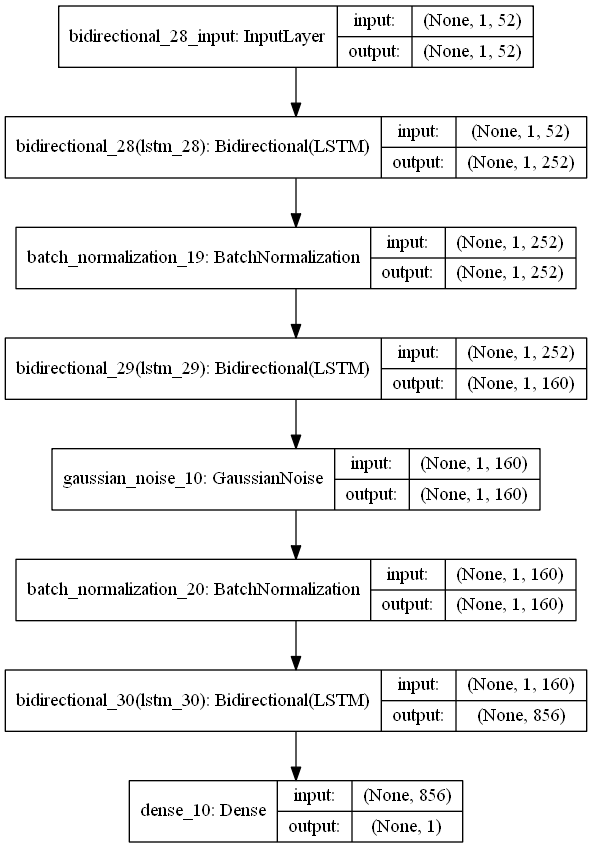 bidirectional_28_input: InputLayer
input: (None, 1, 52)
output: (None, 1, 52)
bidirectional_28(lstm_28): Bidirectional(LSTM)
input: (None, 1, 52)
output: (None, 1, 252)
batch_normalization_19: BatchNormalization
input: (None, 1, 252)
output: (None, 1, 252)
bidirectional_29(lstm_29): Bidirectional(LSTM)
input: (None, 1, 252)
output: (None, 1, 160)
gaussian_noise_10: GaussianNoise
input: (None, 1, 160)
output: (None, 1, 160)
batch_normalization_20: BatchNormalization
input: (None, 1, 160)
output: (None, 1, 160)
bidirectional_30(lstm_30): Bidirectional(LSTM)
input: (None, 1, 160)
output: (None, 856)
dense_10: Dense
input: (None, 856)
output: (None, 1)